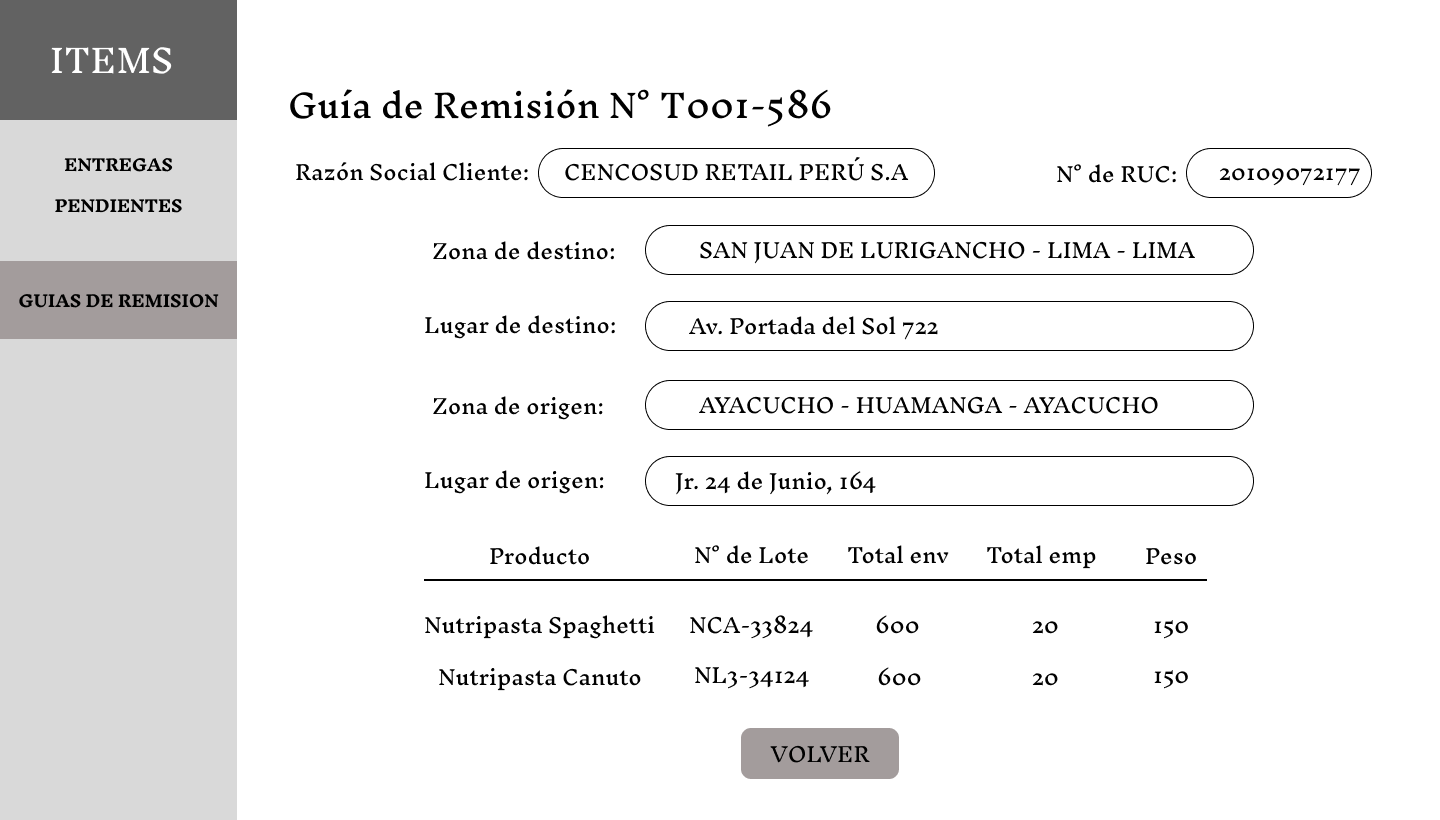 ITEMS
ENTREGAS
PENDIENTES
GUIAS DE REMISION
Guía de Remisión N° T001-586
Razón Social Cliente: CENCOSUD RETAIL PERÚ S.A N° de RUC: 20109072177
Zona de destino: SAN JUAN DE LURIGANCHO - LIMA - LIMA
Lugar de destino: Av. Portada del Sol 722
Zona de origen: AYACUCHO - HUAMANGA - AYACUCHO
Lugar de origen: Jr. 24 de Junio, 164
Producto N° de Lote Total env Total emp Peso
Nutripasta Spaghetti NCA-33824 600 20 150
Nutripasta Canuto NL3-34124 600 20 150
VOLVER